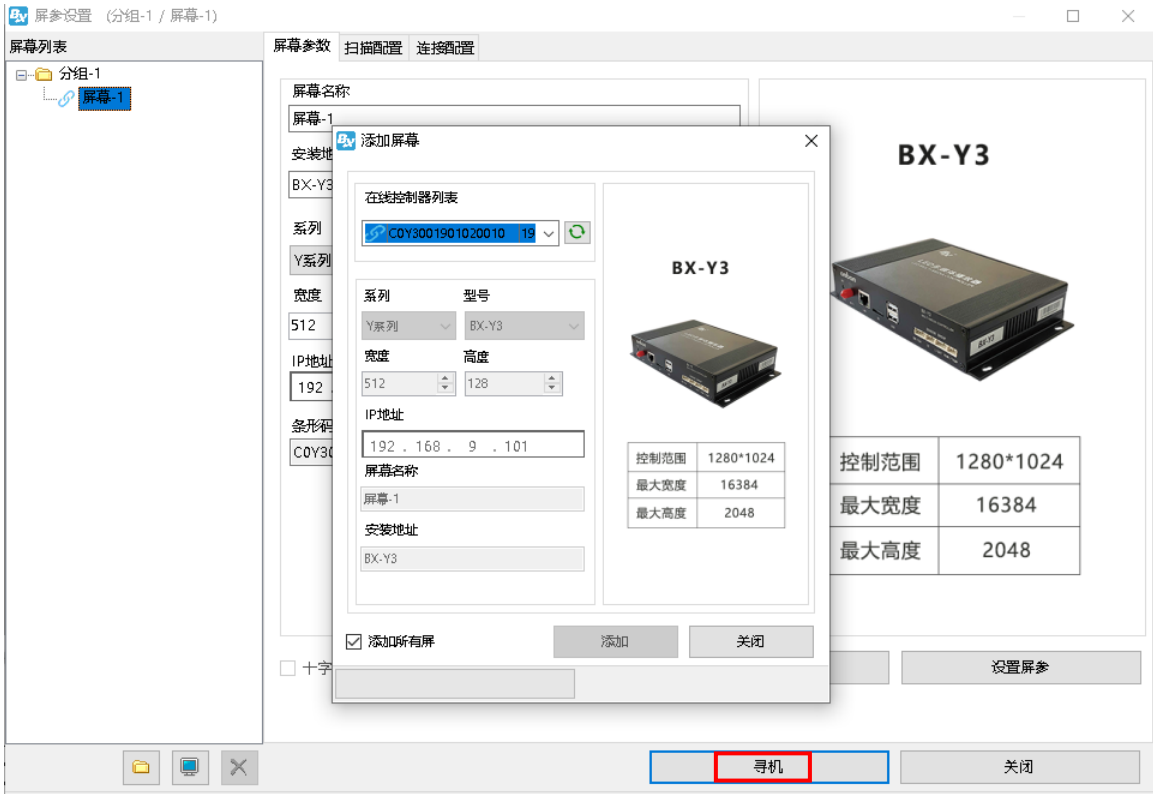 屏参设置 (分组-1 / 屏幕-1)
屏幕列表
分组-1
屏幕-1
屏幕参数 扫描配置 连接配置
屏幕名称
屏幕-1
安装地
BX-Y3
系列
Y系列
宽度
512
IP地址
192 .
条形码
C0Y30
十字
BX-Y3
控制范围 1280*1024
最大宽度 16384
最大高度 2048
设置屏参
添加屏幕
在线控制器列表
C0Y3001901020010 19
系列 型号
Y系列 BX-Y3
宽度 高度
512 128
IP地址
192 . 168 . 9 . 101
屏幕名称
屏幕-1
安装地址
BX-Y3
BX-Y3
控制范围 1280*1024
最大宽度 16384
最大高度 2048
添加所有屏 添加 关闭
寻机 关闭